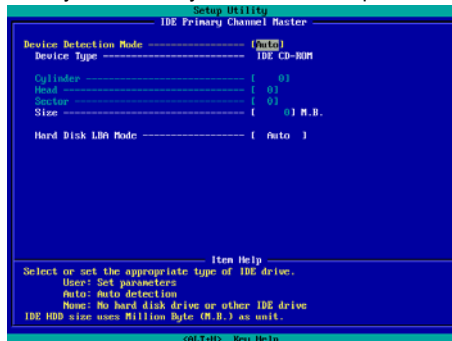 Setup Utility
IDE Primary Channel Master
Device Detection Mode ---------------- [Auto]
Device Type ------------------------ IDE CD-ROM
Cylinder --------------------------- [ 0]
Head ------------------------------- [ 0]
Sector ----------------------------- [ 0]
Size ------------------------------- [ 0] M.B.
Hard Disk LBA Mode ----------------- [ Auto ]
Item Help
Select or set the appropriate type of IDE drive.
User: Set parameters
Auto: Auto detection
None: No hard disk drive or other IDE drive
IDE HDD size uses Million Byte (M.B.) as unit.
<ALT+H> Key Help